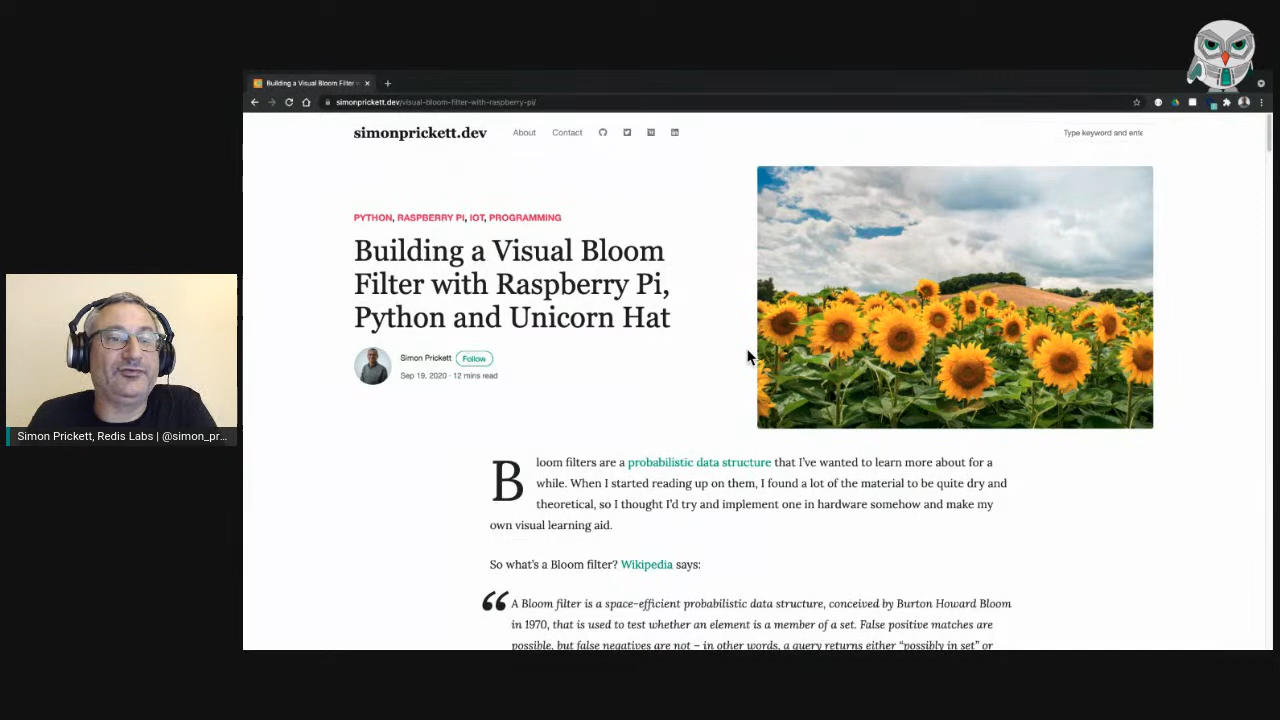 Building a Visual Bloom Filter
simonprickett.dev/visual-bloom-filter-with-raspberry-pi/
simonprickett.dev
About
Contact
Type keyword and ente
PYTHON, RASPBERRY PI, IOT, PROGRAMMING
Building a Visual Bloom
Filter with Raspberry Pi,
Python and Unicorn Hat
Simon Prickett
Follow
Sep 19, 2020 · 12 mins read
Simon Prickett, Redis Labs | @simon_pr...
Bloom filters are a probabilistic data structure that I've wanted to learn more about for a
while. When I started reading up on them, I found a lot of the material to be quite dry and
theoretical, so I thought I'd try and implement one in hardware somehow and make my
own visual learning aid.
So what's a Bloom filter? Wikipedia says:
“ A Bloom filter is a space-efficient probabilistic data structure, conceived by Burton Howard Bloom
in 1970, that is used to test whether an element is a member of a set. False positive matches are
possible, but false negatives are not – in other words, a query returns either "possibly in set" or